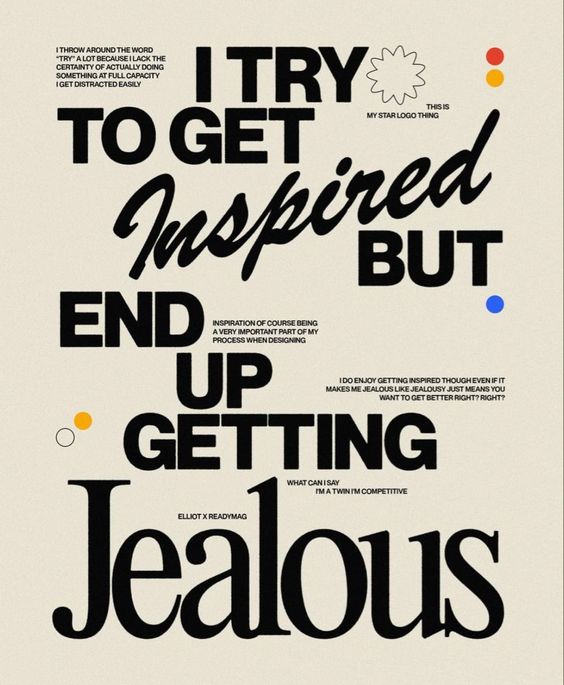 I THROW AROUND THE WORD
"TRY" A LOT BECAUSE I LACK THE
CERTAINTY OF ACTUALLY DOING
SOMETHING AT FULL CAPACITY
I GET DISTRACTED EASILY
I TRY
THIS IS
MY STAR LOGO THING
TO GET
Inspired
BUT
END
INSPIRATION OF COURSE BEING
A VERY IMPORTANT PART OF MY
PROCESS WHEN DESIGNING
UP
I DO ENJOY GETTING INSPIRED THOUGH EVEN IF IT
MAKES ME JEALOUS LIKE JEALOUSY JUST MEANS YOU
WANT TO GET BETTER RIGHT? RIGHT?
GETTING
WHAT CAN I SAY
I'M A TWIN I'M COMPETITIVE
ELLIOT X READYMAG
Jealous